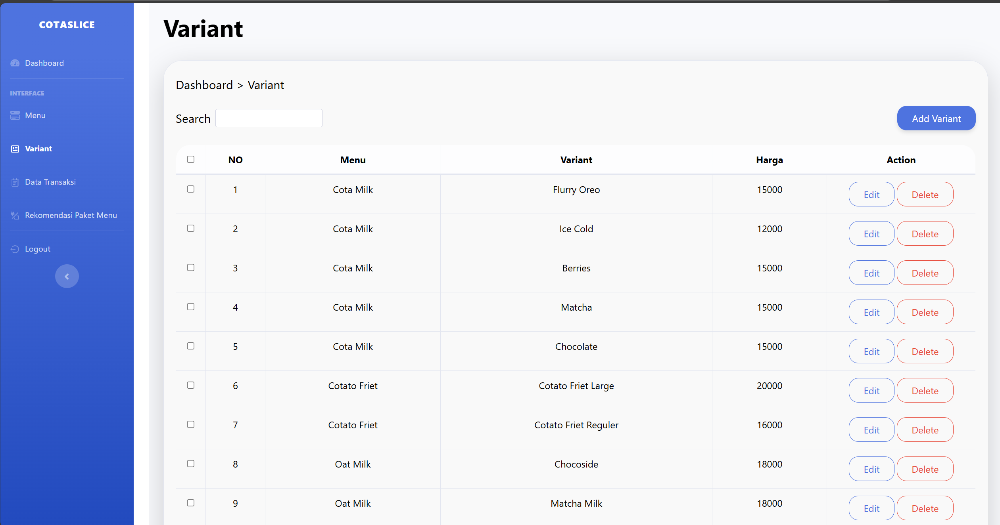 COTASLICE
Dashboard
INTERFACE
Menu
Variant
Data Transaksi
Rekomendasi Paket Menu
Logout
Variant
Dashboard > Variant
Search
Add Variant
NO Menu Variant Harga Action
1 Cota Milk Flurry Oreo 15000 Edit Delete
2 Cota Milk Ice Cold 12000 Edit Delete
3 Cota Milk Berries 15000 Edit Delete
4 Cota Milk Matcha 15000 Edit Delete
5 Cota Milk Chocolate 15000 Edit Delete
6 Cotato Friet Cotato Friet Large 20000 Edit Delete
7 Cotato Friet Cotato Friet Reguler 16000 Edit Delete
8 Oat Milk Chocoside 18000 Edit Delete
9 Oat Milk Matcha Milk 18000 Edit Delete